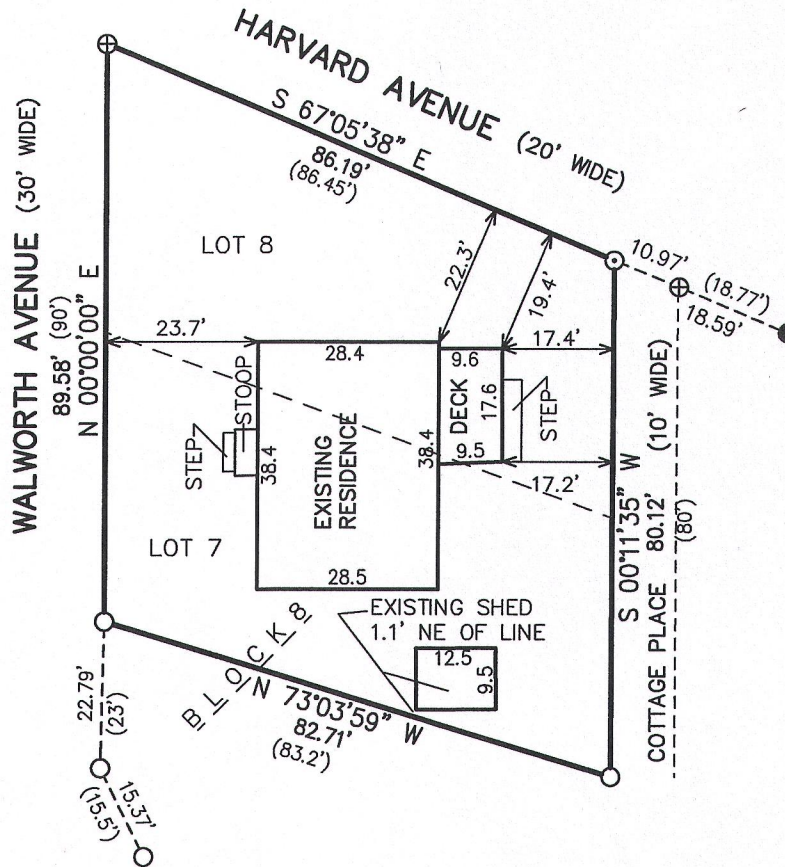 HARVARD AVENUE (20' WIDE)
S 67°05'38" E
86.19'
(86.45')
WALWORTH AVENUE (30' WIDE)
N 00°00'00" E
89.58' (90')
LOT 8
22.3'
19.4'
10.97'
(18.77')
18.59'
23.7'
28.4
9.6
17.4'
STEP
STOOP
38.4
EXISTING
RESIDENCE
38.4
DECK
17.6
STEP
9.5
17.2'
LOT 7
28.5
S 00°11'35" W
80.12'
(80')
COTTAGE PLACE (10' WIDE)
EXISTING SHED
1.1' NE OF LINE
12.5
9.5
BLOCK 8
N 73°03'59" W
82.71'
(83.2')
22.79'
(23')
15.37'
(15.5')